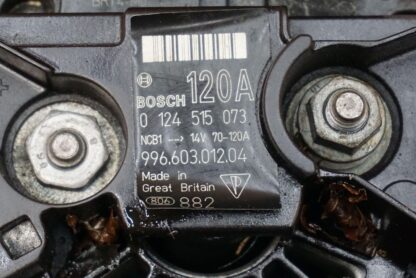 BOSCH 120A
0 124 515 073
NCB1 --> 14V 70-120A
996.603.012.04
Made in
Great Britain
806 882